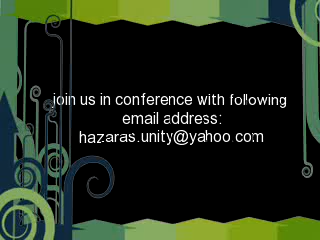 join us in conference with following
email address:
hazaras.unity@yahoo.com